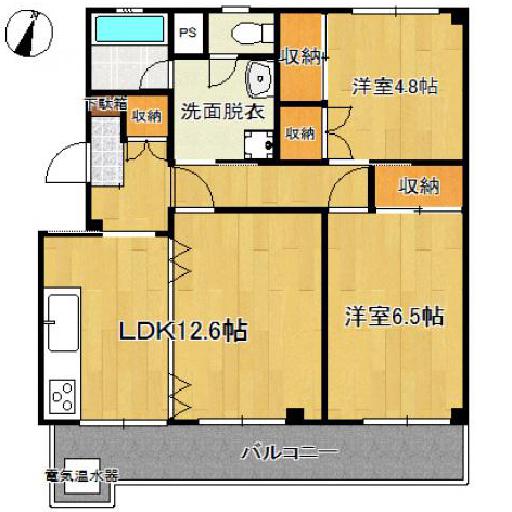 PS
収納
洋室4.8帖
下駄箱
収納
洗面脱衣
収納
収納
LDK12.6帖
洋室6.5帖
バルコニー
電気温水器